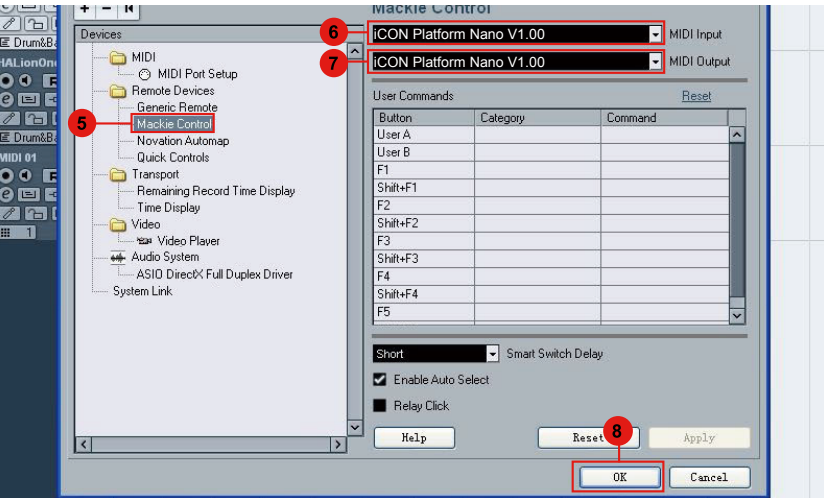 Mackie Control
Devices
MIDI
MIDI Port Setup
Remote Devices
Generic Remote
Mackie Control
Novation Automap
Quick Controls
Transport
Remaining Record Time Display
Time Display
Video
Video Player
Audio System
ASIO DirectX Full Duplex Driver
System Link
5
6
iCON Platform Nano V1.00
MIDI Input
7
iCON Platform Nano V1.00
MIDI Output
User Commands
Reset
Button Category Command
User A
User B
F1
Shift+F1
F2
Shift+F2
F3
Shift+F3
F4
Shift+F4
F5
Short
Smart Switch Delay
Enable Auto Select
Relay Click
Help
Reset
Apply
8
OK
Cancel
Drum&Ba
HALionOne
Drum&Ba
MIDI 01
1